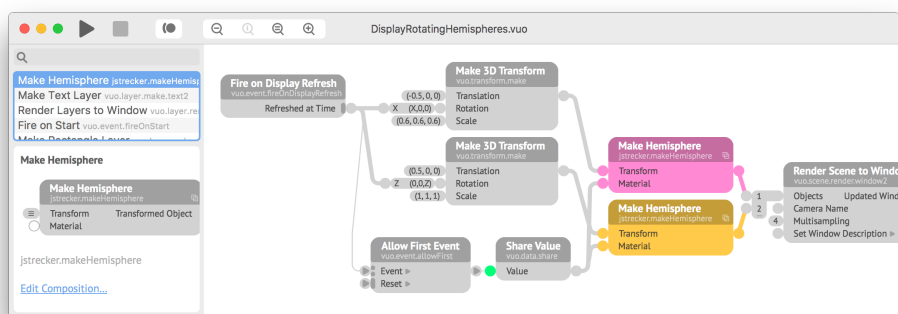 DisplayRotatingHemispheres.vuo
Make Hemisphere jstrecker.makeHemisp
Make Text Layer vuo.layer.make.text2
Render Layers to Window vuo.layer.re
Fire on Start vuo.event.fireOnStart
Make Rectangle Layer
Make Hemisphere
Make Hemisphere
jstrecker.makeHemisphere
Transform Transformed Object
Material
jstrecker.makeHemisphere
Edit Composition...
Fire on Display Refresh
vuo.event.fireOnDisplayRefresh
Refreshed at Time
Make 3D Transform
vuo.transform.make
(-0.5, 0, 0) Translation
X (X,0,0) Rotation
(0.6, 0.6, 0.6) Scale
Make 3D Transform
vuo.transform.make
(0.5, 0, 0) Translation
Z (0,0,Z) Rotation
(1, 1, 1) Scale
Allow First Event
vuo.event.allowFirst
Event
Reset
Share Value
vuo.data.share
Value
Make Hemisphere
jstrecker.makeHemisphere
Transform
Material
Make Hemisphere
jstrecker.makeHemisphere
Transform
Material
Render Scene to Windo
vuo.scene.render.window2
1 Objects Updated Wind
2 Camera Name
4 Multisampling
Set Window Description